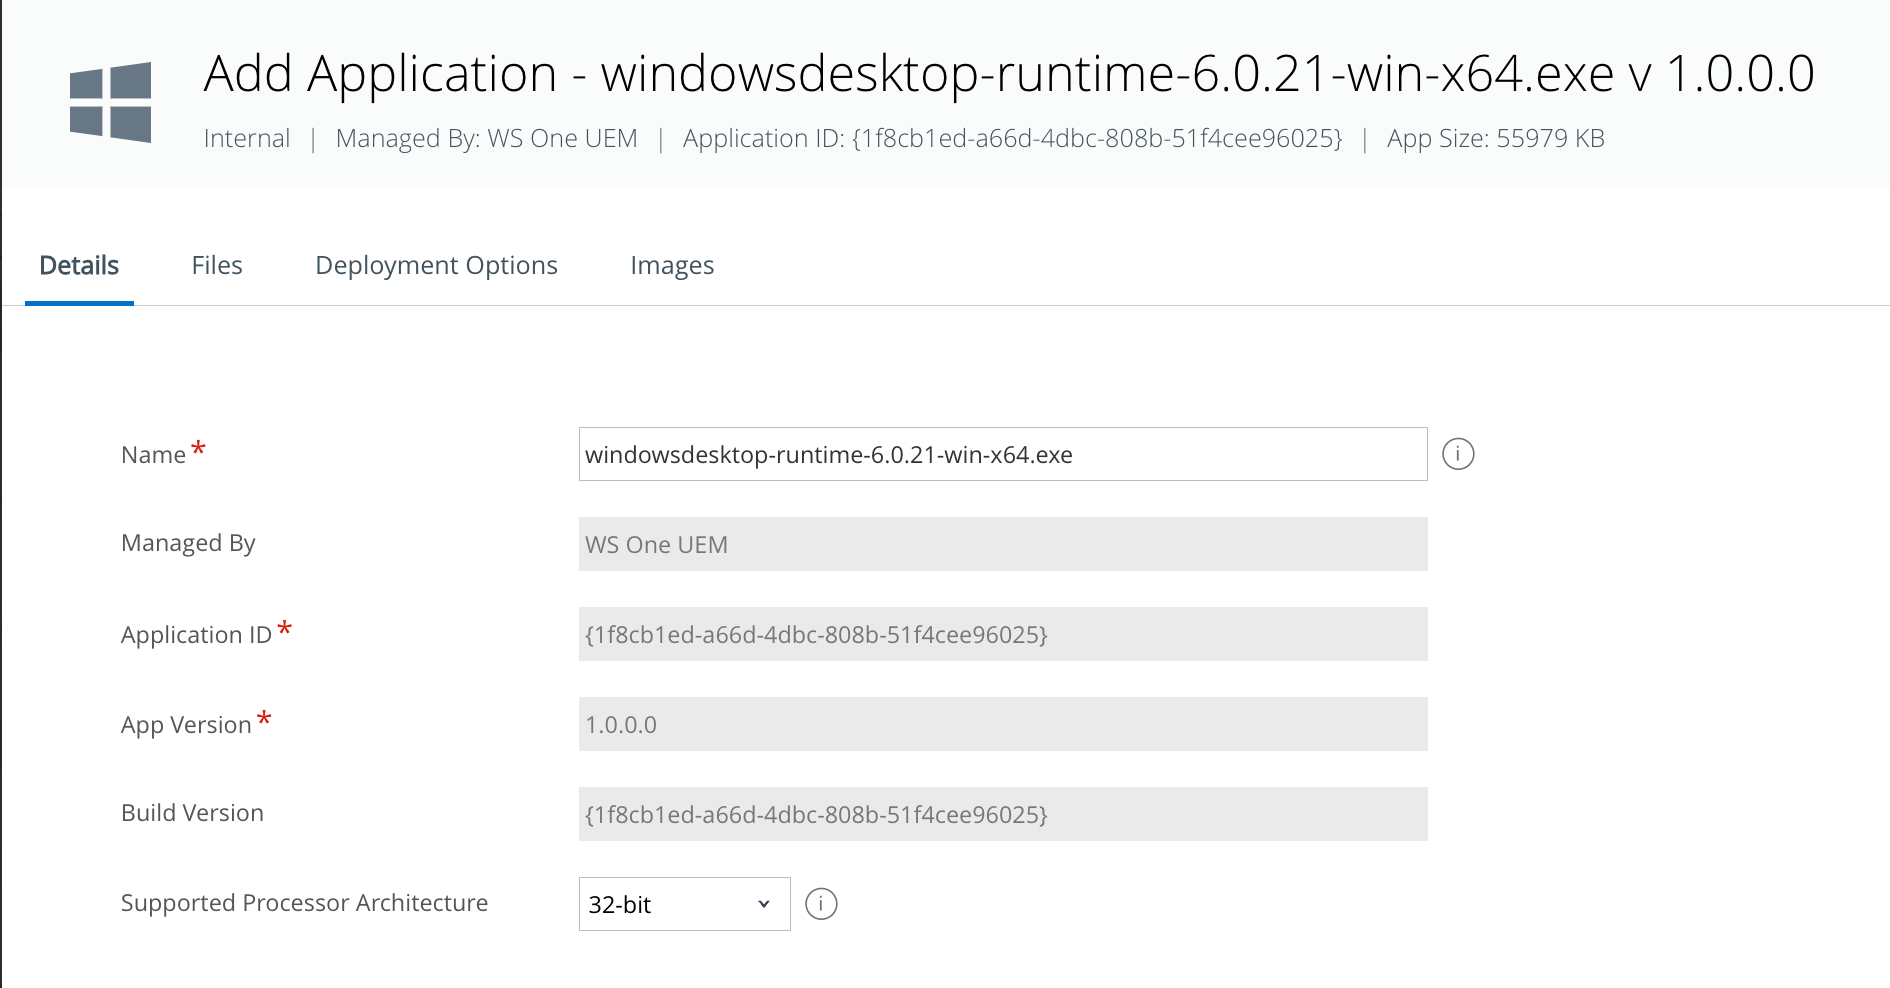 Add Application - windowsdesktop-runtime-6.0.21-win-x64.exe v 1.0.0.0
Internal | Managed By: WS One UEM | Application ID: {1f8cb1ed-a66d-4dbc-808b-51f4cee96025} | App Size: 55979 KB
Details Files Deployment Options Images
Name * windowsdesktop-runtime-6.0.21-win-x64.exe i
Managed By WS One UEM
Application ID * {1f8cb1ed-a66d-4dbc-808b-51f4cee96025}
App Version * 1.0.0.0
Build Version {1f8cb1ed-a66d-4dbc-808b-51f4cee96025}
Supported Processor Architecture 32-bit i